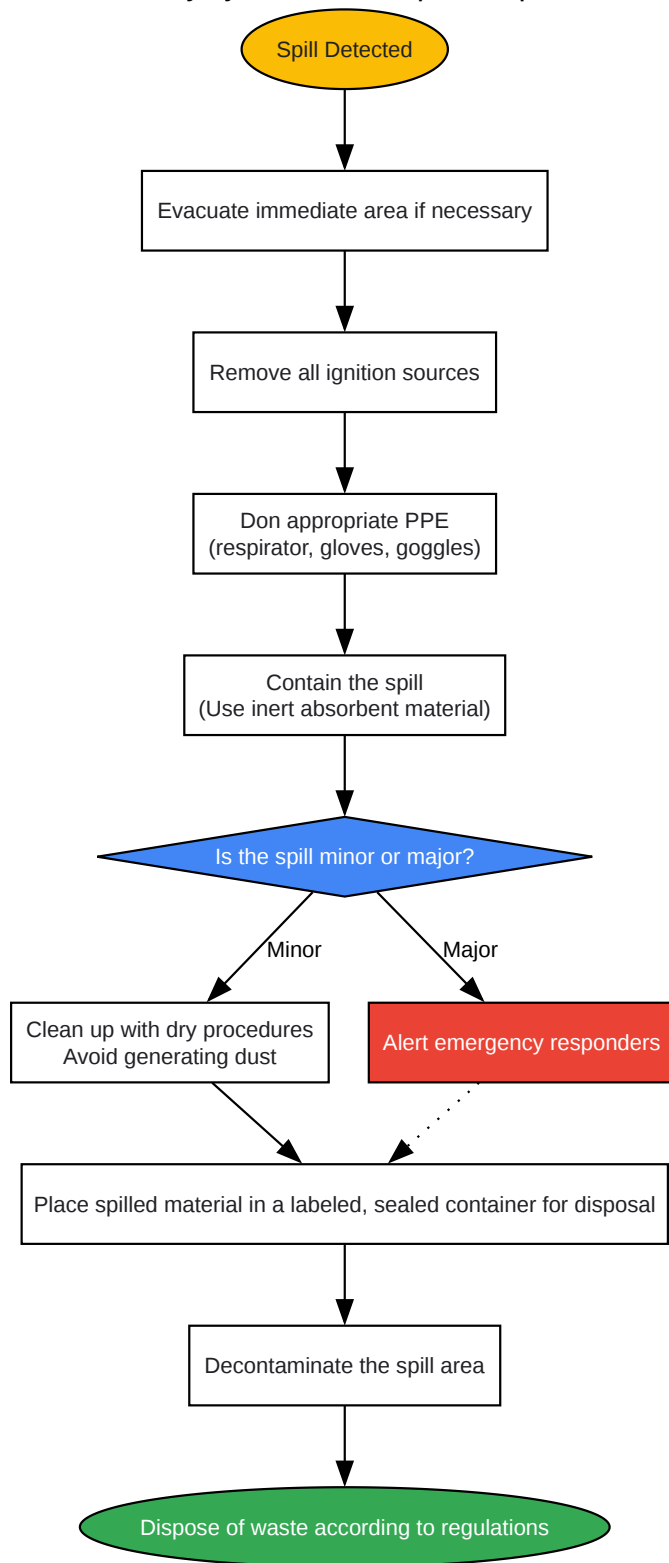 Spill Detected
Evacuate immediate area if necessary
Remove all ignition sources
Don appropriate PPE
(respirator, gloves, goggles)
Contain the spill
(Use inert absorbent material)
Is the spill minor or major?
Minor
Major
Clean up with dry procedures
Avoid generating dust
Alert emergency responders
Place spilled material in a labeled, sealed container for disposal
Decontaminate the spill area
Dispose of waste according to regulations